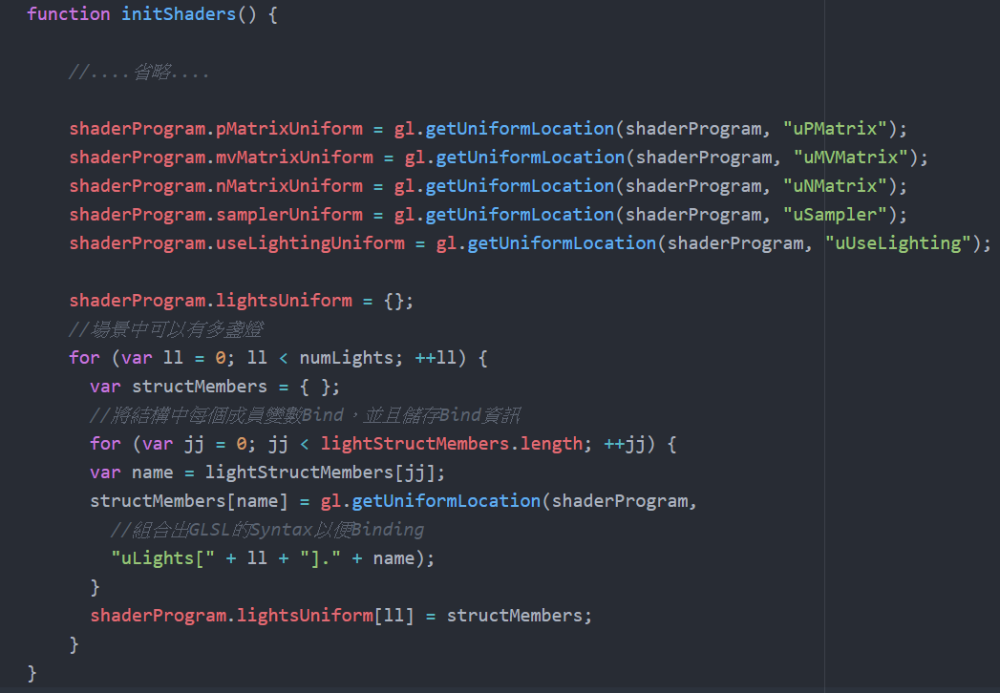 function initShaders() {
//....省略....
shaderProgram.pMatrixUniform = gl.getUniformLocation(shaderProgram, "uPMatrix");
shaderProgram.mvMatrixUniform = gl.getUniformLocation(shaderProgram, "uMVMatrix");
shaderProgram.nMatrixUniform = gl.getUniformLocation(shaderProgram, "uNMatrix");
shaderProgram.samplerUniform = gl.getUniformLocation(shaderProgram, "uSampler");
shaderProgram.useLightingUniform = gl.getUniformLocation(shaderProgram, "uUseLighting");
shaderProgram.lightsUniform = {};
//場景中可以有多盞燈
for (var ll = 0; ll < numLights; ++ll) {
var structMembers = { };
//將結構中每個成員變數Bind，並且儲存Bind資訊
for (var jj = 0; jj < lightStructMembers.length; ++jj) {
var name = lightStructMembers[jj];
structMembers[name] = gl.getUniformLocation(shaderProgram,
//組合出GLSL的Syntax以便Binding
"uLights[" + ll + "]." + name);
}
shaderProgram.lightsUniform[ll] = structMembers;
}
}